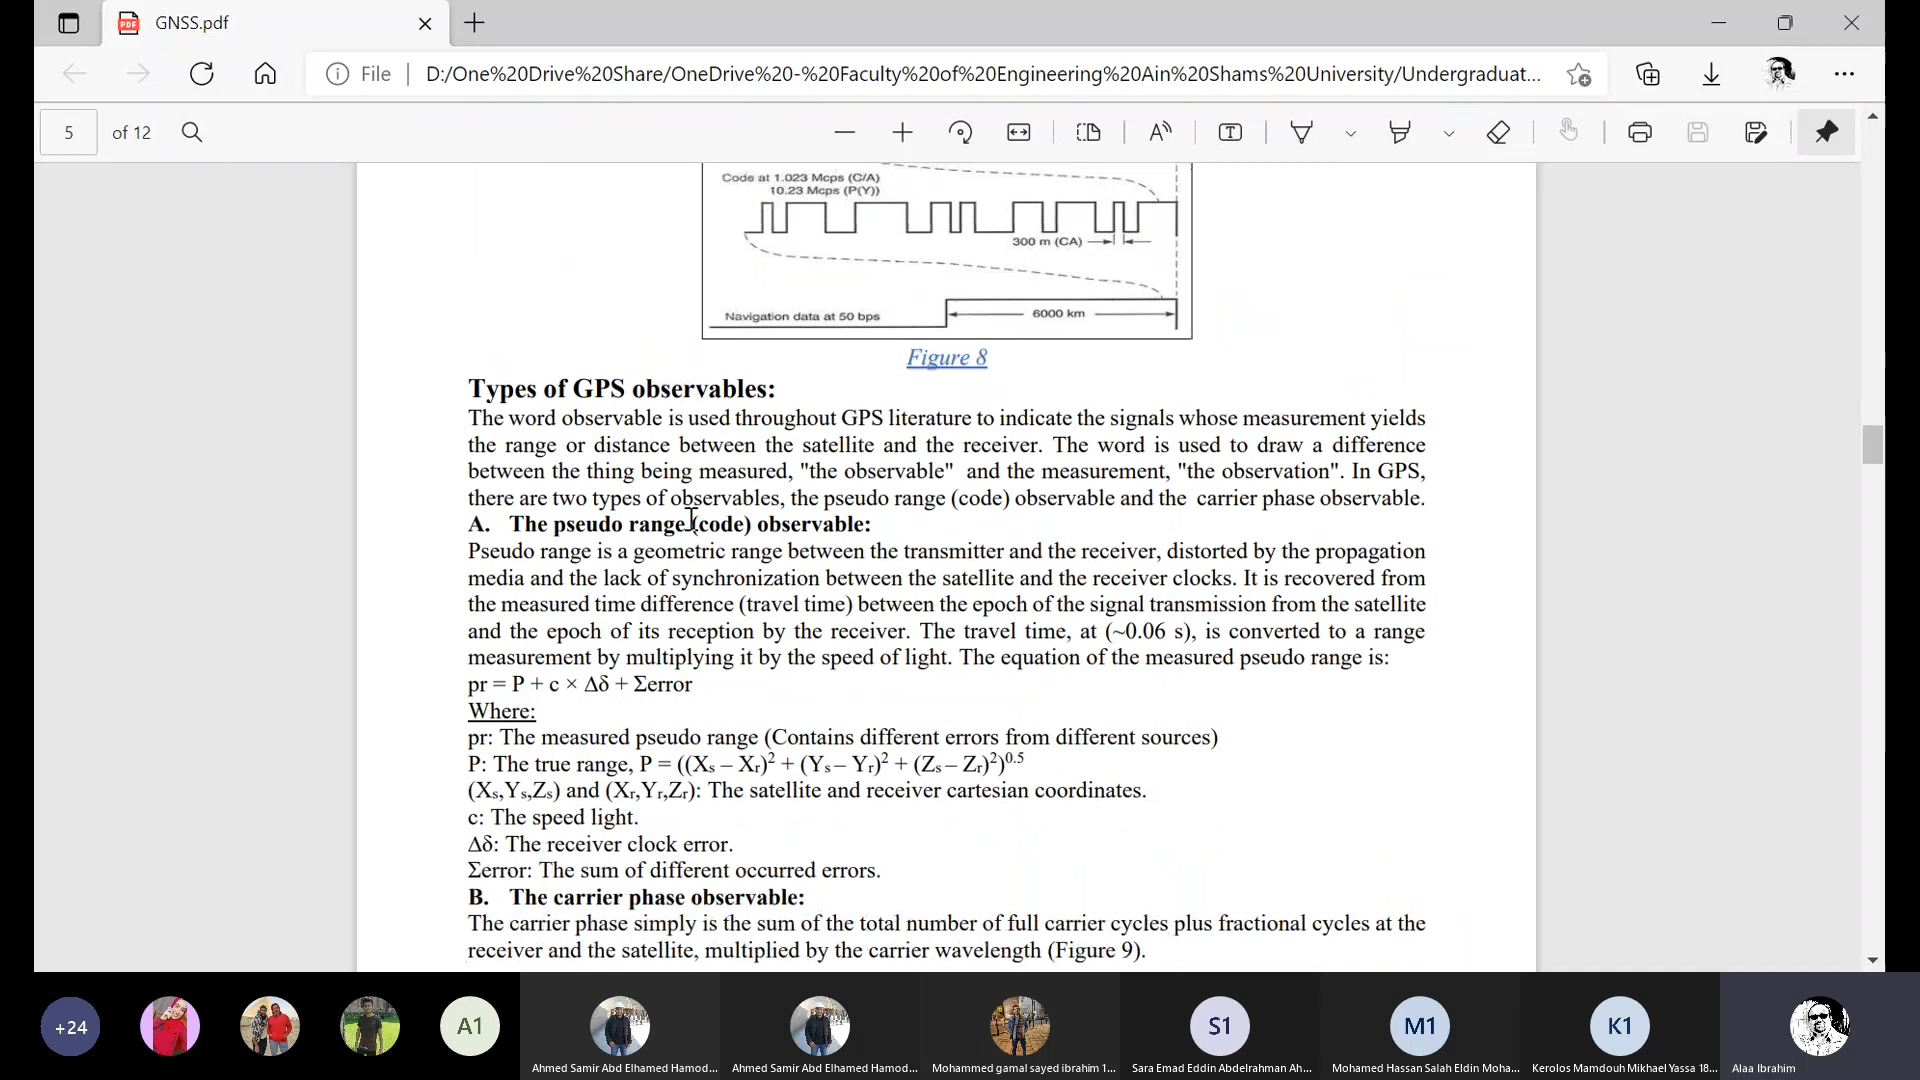 GNSS.pdf
File
D:/One%20Drive%20Share/OneDrive%20-%20Faculty%20of%20Engineering%20Ain%20Shams%20University/Undergraduat...
5 of 12
Code at 1.023 Mcps (C/A)
10.23 Mcps (P(Y))
300 m (CA)
6000 km
Navigation data at 50 bps
Figure 8
Types of GPS observables:
The word observable is used throughout GPS literature to indicate the signals whose measurement yields
the range or distance between the satellite and the receiver. The word is used to draw a difference
between the thing being measured, "the observable" and the measurement, "the observation". In GPS,
there are two types of observables, the pseudo range (code) observable and the carrier phase observable.
A. The pseudo range (code) observable:
Pseudo range is a geometric range between the transmitter and the receiver, distorted by the propagation
media and the lack of synchronization between the satellite and the receiver clocks. It is recovered from
the measured time difference (travel time) between the epoch of the signal transmission from the satellite
and the epoch of its reception by the receiver. The travel time, at (~0.06 s), is converted to a range
measurement by multiplying it by the speed of light. The equation of the measured pseudo range is:
pr = P + c × Δδ + Σerror
Where:
pr: The measured pseudo range (Contains different errors from different sources)
P: The true range, P = ((Xs – Xr)² + (Ys – Yr)² + (Zs – Zr)²)^0.5
(Xs,Ys,Zs) and (Xr,Yr,Zr): The satellite and receiver cartesian coordinates.
c: The speed light.
Δδ: The receiver clock error.
Σerror: The sum of different occurred errors.
B. The carrier phase observable:
The carrier phase simply is the sum of the total number of full carrier cycles plus fractional cycles at the
receiver and the satellite, multiplied by the carrier wavelength (Figure 9).
+24
A1
S1
M1
K1
Ahmed Samir Abd Elhamed Hamod...
Ahmed Samir Abd Elhamed Hamod...
Mohammed gamal sayed ibrahim 1...
Sara Emad Eddin Abdelrahman Ah...
Mohamed Hassan Salah Eldin Moha...
Kerolos Mamdouh Mikhael Yassa 18...
Alaa Ibrahim